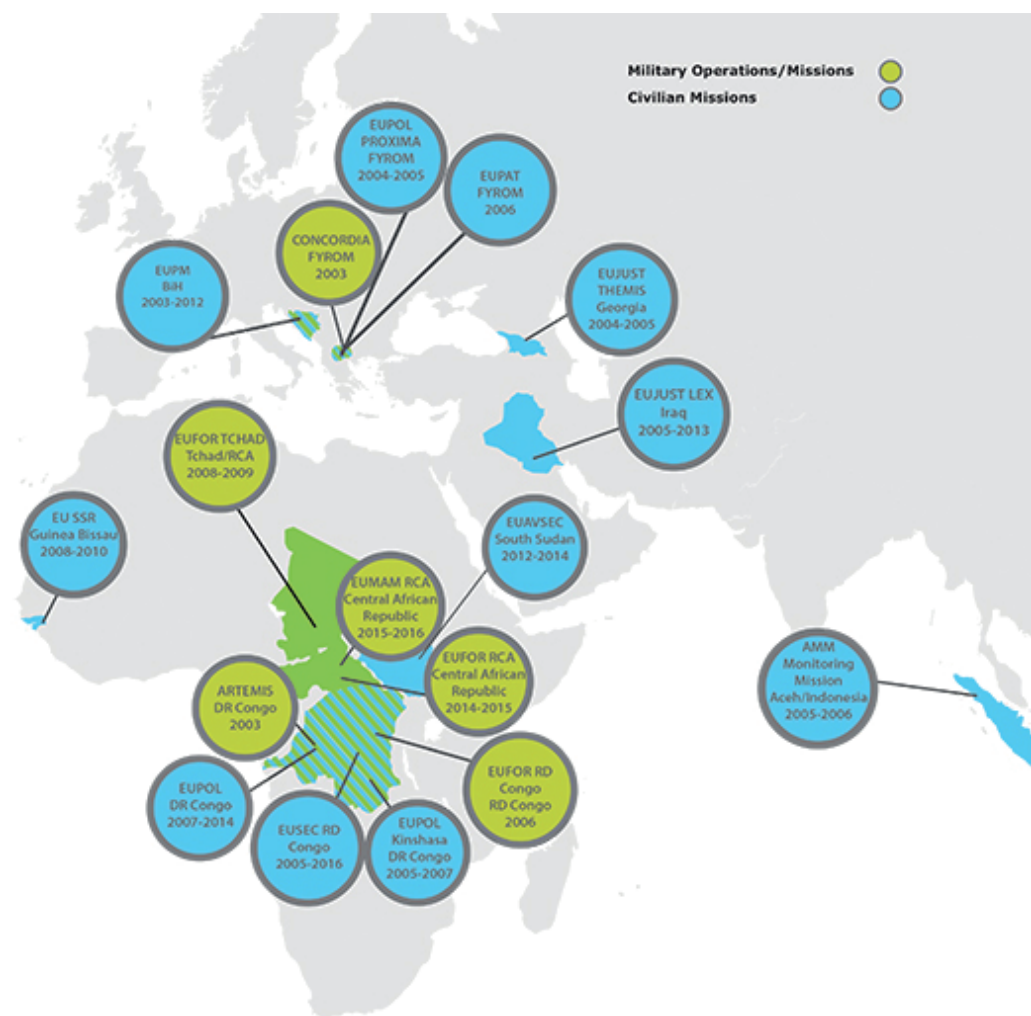 Military Operations/Missions
Civilian Missions
EUPOL
PROXIMA
FYROM
2004-2005
EUPAT
FYROM
2006
CONCORDIA
FYROM
2003
EUPM
BiH
2003-2012
EUJUST
THEMIS
Georgia
2004-2005
EUJUST LEX
Iraq
2005-2013
EUFOR TCHAD
Tchad/RCA
2008-2009
EU SSR
Guinea Bissau
2008-2010
EUAVSEC
South Sudan
2012-2014
EUMAM RCA
Central African
Republic
2015-2016
EUFOR RCA
Central African
Republic
2014-2015
AMM
Monitoring
Mission
Aceh/Indonesia
2005-2006
ARTEMIS
DR Congo
2003
EUFOR RD
Congo
RD Congo
2006
EUPOL
DR Congo
2007-2014
EUSEC RD
Congo
2005-2016
EUPOL
Kinshasa
DR Congo
2005-2007